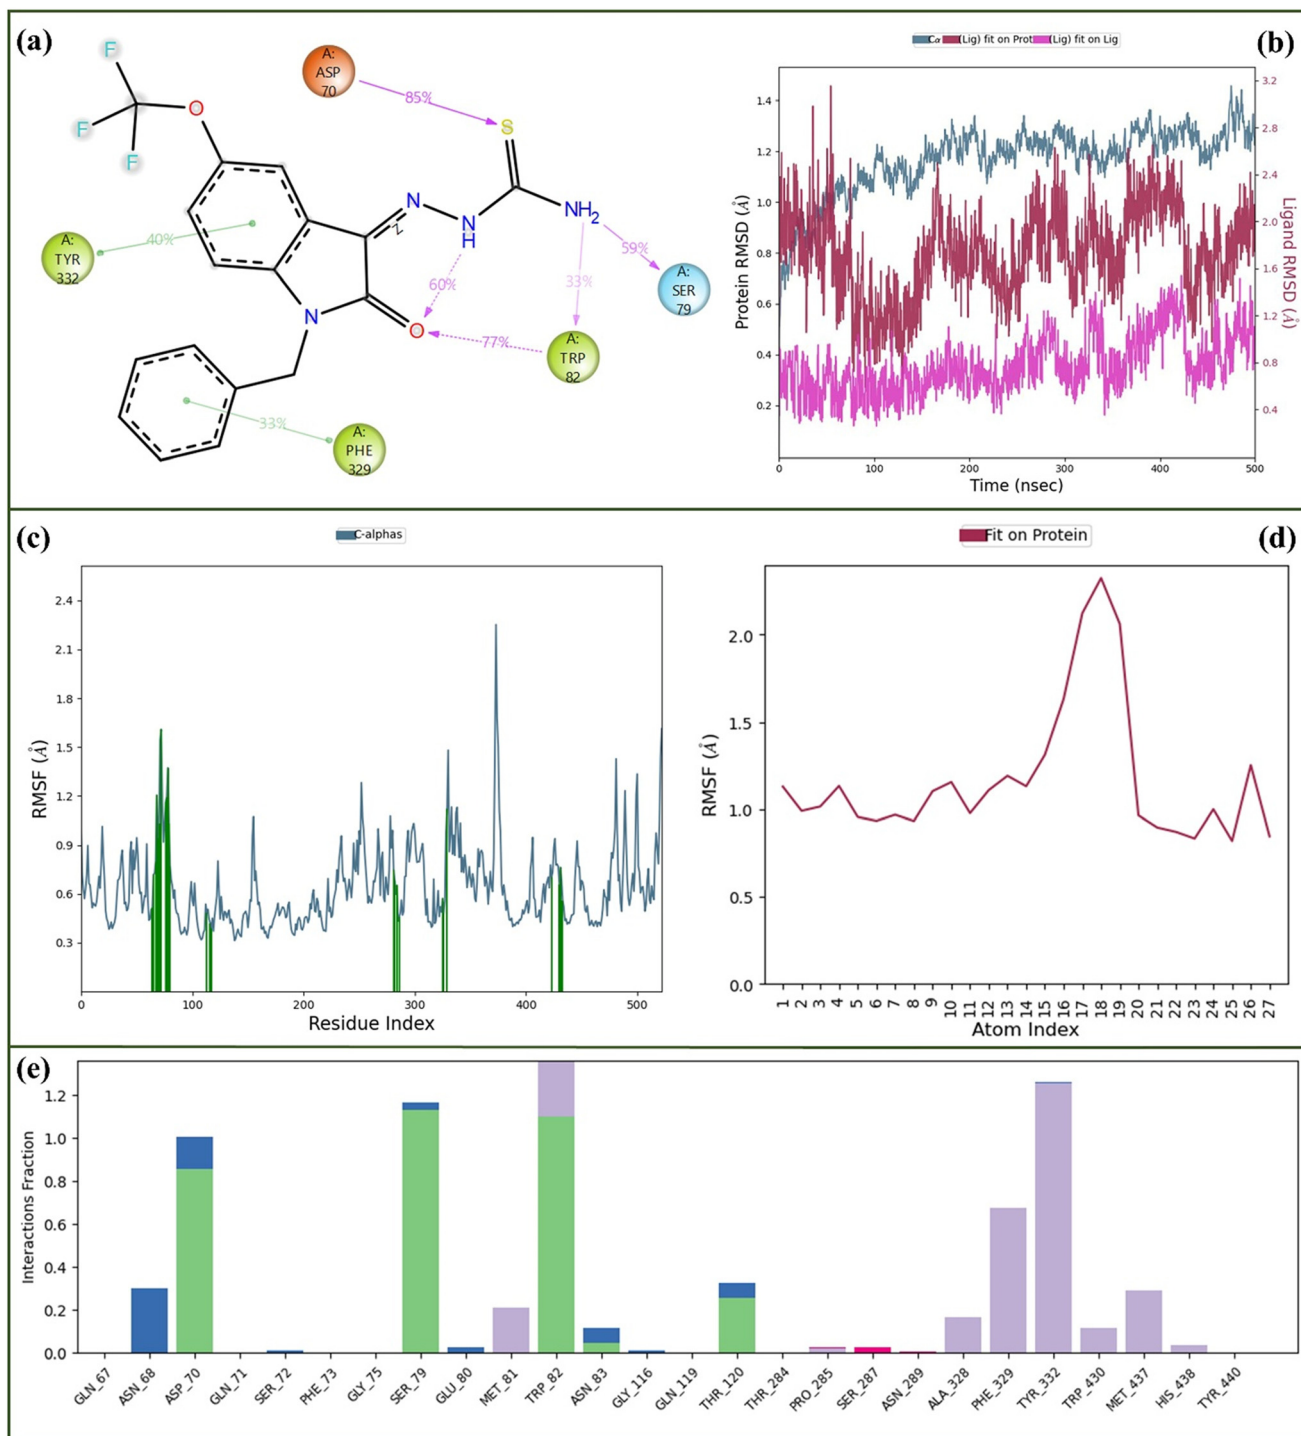 (a)
F
F
F
O
A:
ASP
70
85%
S
N
Z
N
H
NH2
59%
A:
SER
79
A:
TYR
332
40%
60%
33%
N
O
77%
A:
TRP
82
33%
A:
PHE
329
(b)
Cα (Lig) fit on Prot (Lig) fit on Lig
Protein RMSD (Å)
1.4
1.2
1.0
0.8
0.6
0.4
0.2
3.2
2.8
2.4
2.0
1.6
1.2
0.8
0.4
Ligand RMSD (Å)
0 100 200 300 400 500
Time (nsec)
(c)
C-alphas
RMSF (Å)
2.4
2.1
1.8
1.5
1.2
0.9
0.6
0.3
0 100 200 300 400 500
Residue Index
(d)
Fit on Protein
RMSF (Å)
2.0
1.5
1.0
0.5
0.0
1 2 3 4 5 6 7 8 9 10 11 12 13 14 15 16 17 18 19 20 21 22 23 24 25 26 27
Atom Index
(e)
Interactions Fraction
1.2
1.0
0.8
0.6
0.4
0.2
0.0
GLN_67 ASN_68 ASP_70 GLN_71 SER_72 PHE_73 GLY_75 SER_79 GLU_80 MET_81 TRP_82 ASN_83 GLY_116 GLN_119 THR_120 THR_284 PRO_285 SER_287 ASN_289 ALA_328 PHE_329 TYR_332 TRP_430 MET_437 HIS_438 TYR_440